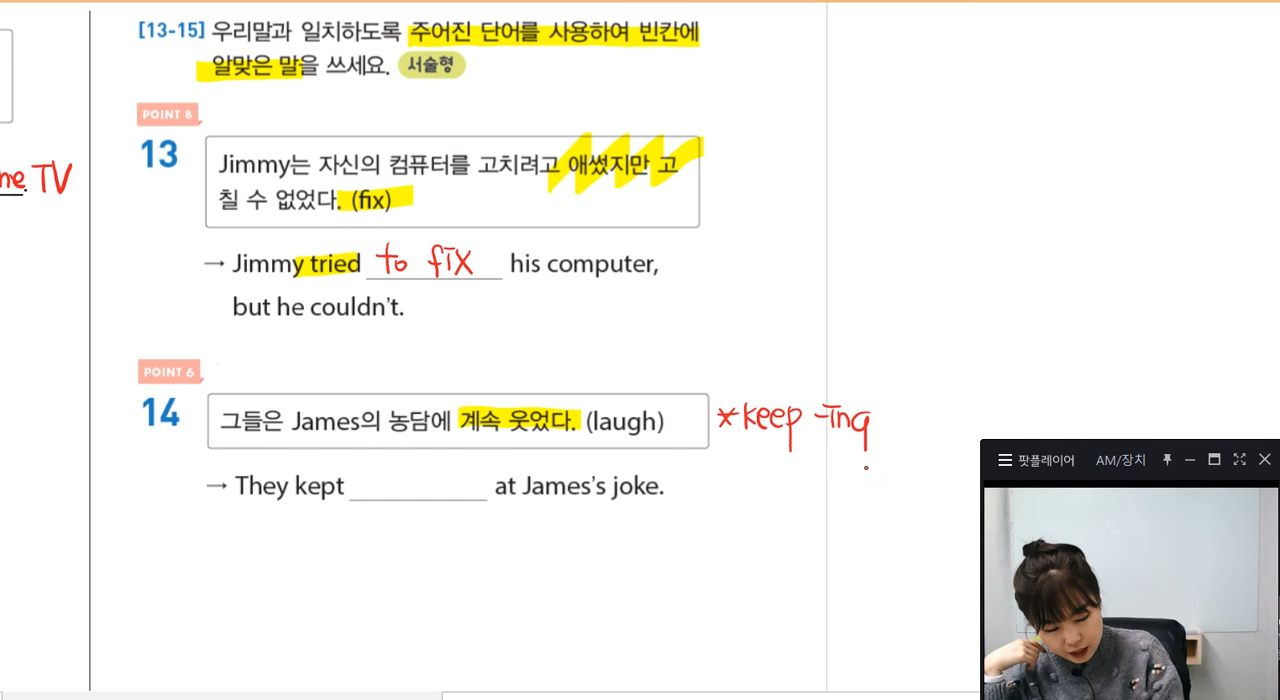 [13-15] 우리말과 일치하도록 주어진 단어를 사용하여 빈칸에
알맞은 말을 쓰세요. 서술형
POINT 8
13
Jimmy는 자신의 컴퓨터를 고치려고 애썼지만 고
칠 수 없었다. (fix)
me. TV
→ Jimmy tried to fix his computer,
but he couldn't.
POINT 6
14
그들은 James의 농담에 계속 웃었다. (laugh)
*keep -ing
→ They kept ________ at James's joke.
팟플레이어 AM/장치